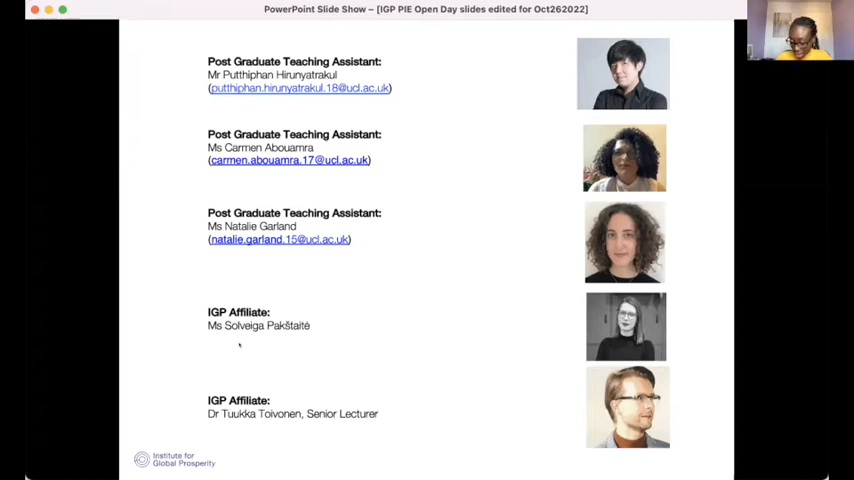 PowerPoint Slide Show – [IGP PIE Open Day slides edited for Oct262022]
Post Graduate Teaching Assistant:
Mr Putthiphan Hirunyatrakul
(putthiphan.hirunyatrakul.18@ucl.ac.uk)
Post Graduate Teaching Assistant:
Ms Carmen Abouamra
(carmen.abouamra.17@ucl.ac.uk)
Post Graduate Teaching Assistant:
Ms Natalie Garland
(natalie.garland.15@ucl.ac.uk)
IGP Affiliate:
Ms Solveiga Pakštaitė
IGP Affiliate:
Dr Tuukka Toivonen, Senior Lecturer
Institute for
Global Prosperity